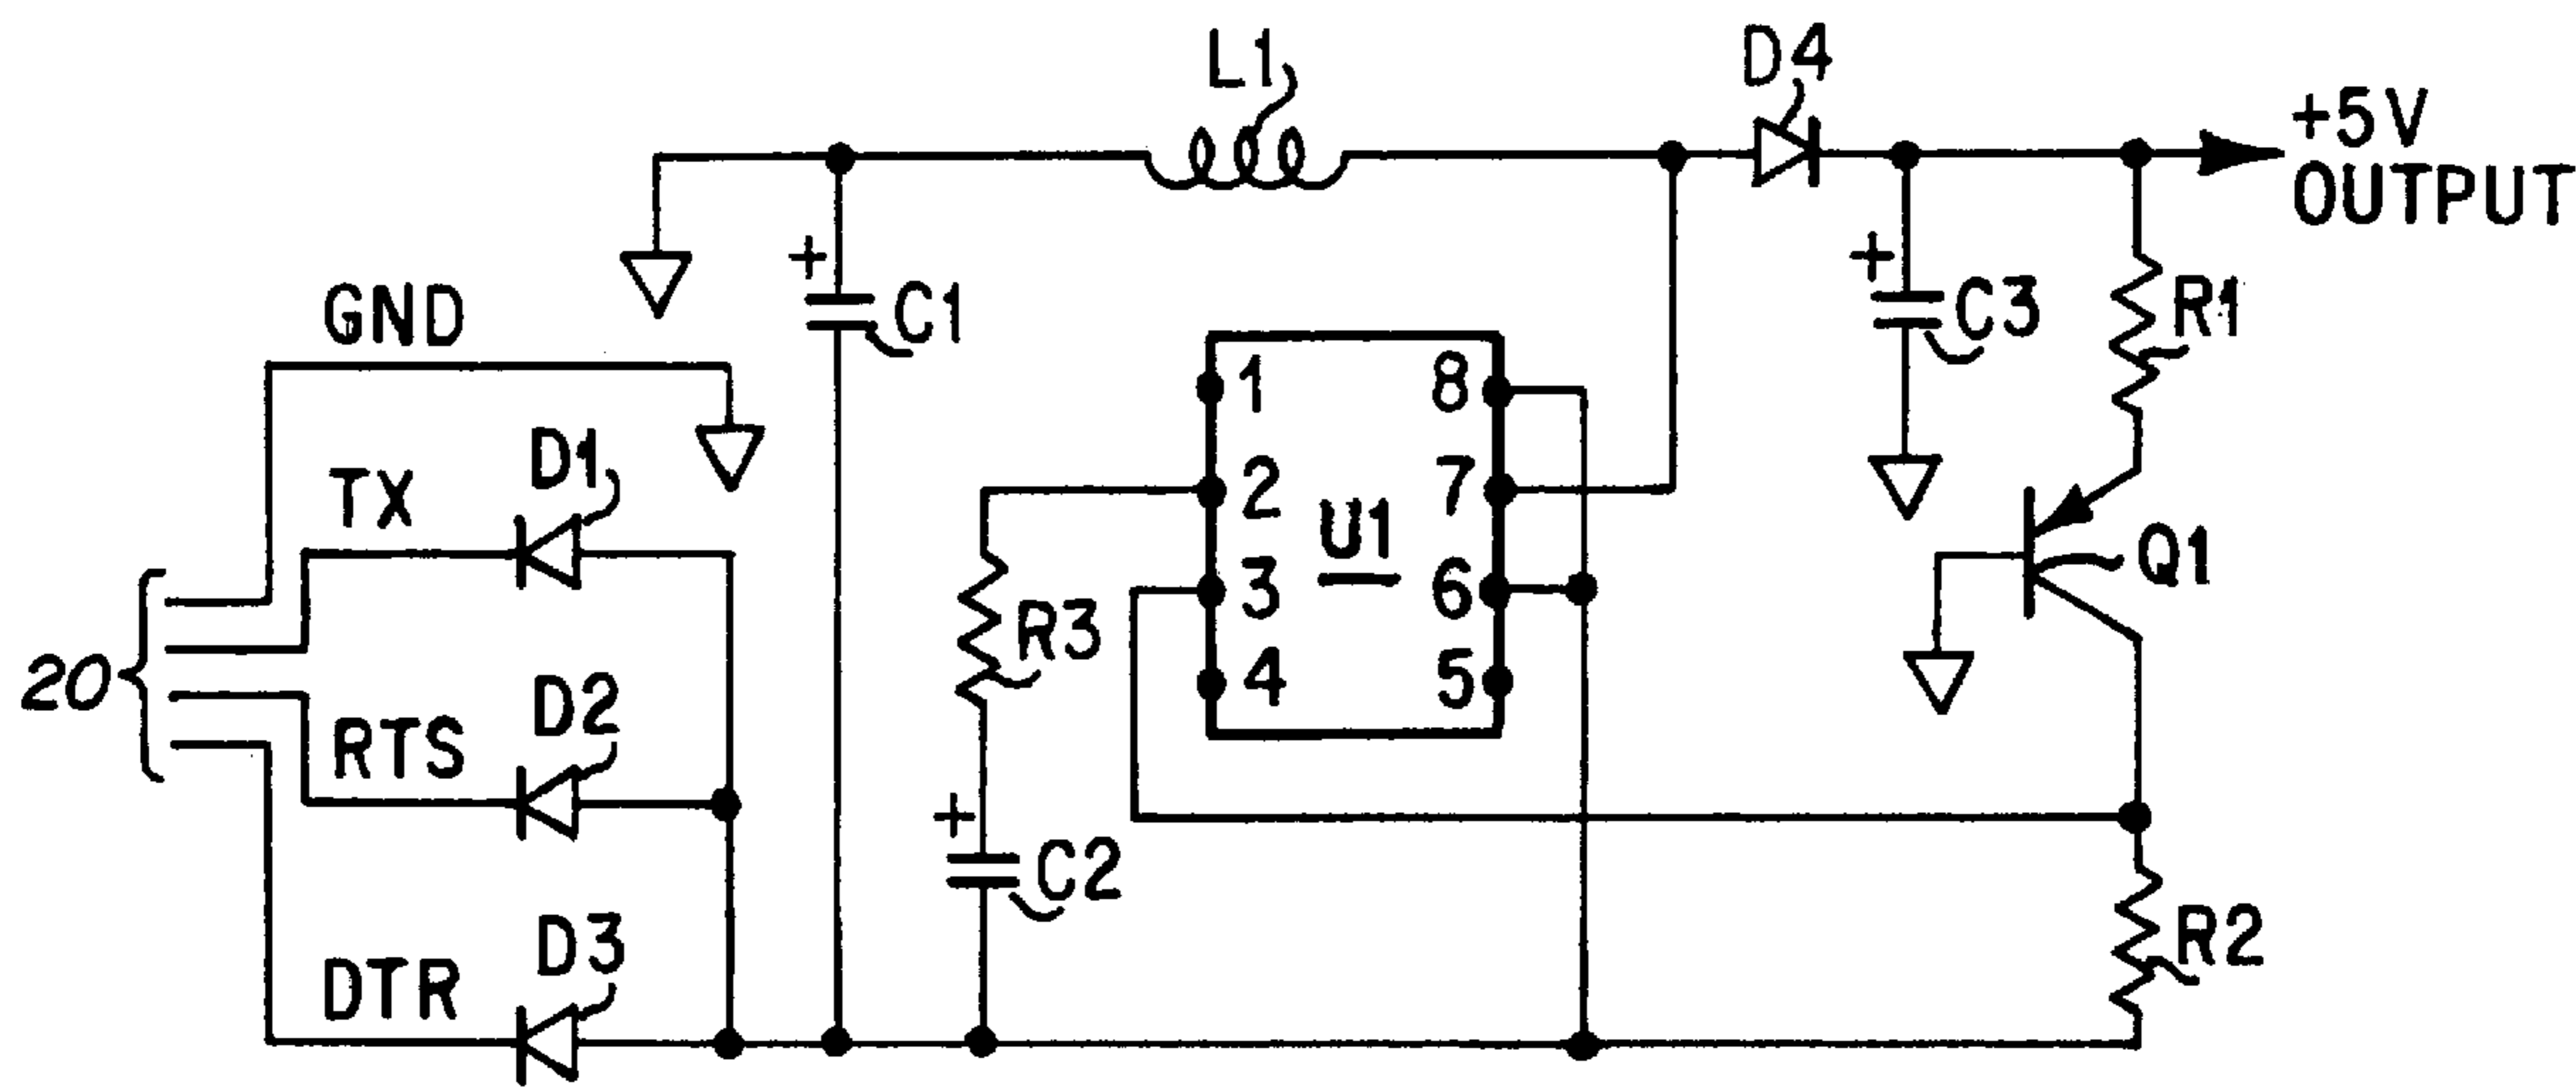 L1
D4
+5V
OUTPUT
+
C1
+
C3
R1
GND
1
8
TX
D1
2
7
U1
Q1
3
6
R3
20
4
5
RTS
D2
+
C2
D3
R2
DTR